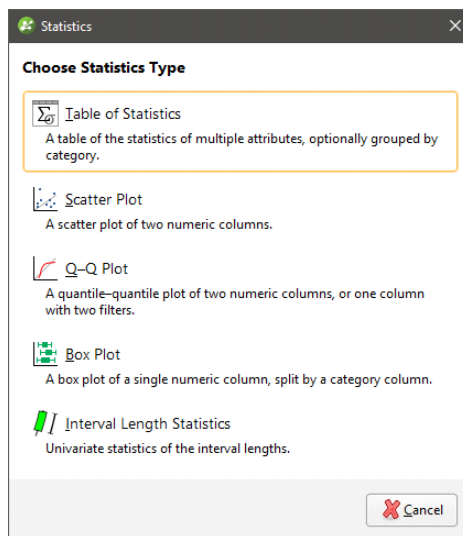 Statistics
Choose Statistics Type
Table of Statistics
A table of the statistics of multiple attributes, optionally grouped by
category.
Scatter Plot
A scatter plot of two numeric columns.
Q–Q Plot
A quantile–quantile plot of two numeric columns, or one column
with two filters.
Box Plot
A box plot of a single numeric column, split by a category column.
Interval Length Statistics
Univariate statistics of the interval lengths.
Cancel